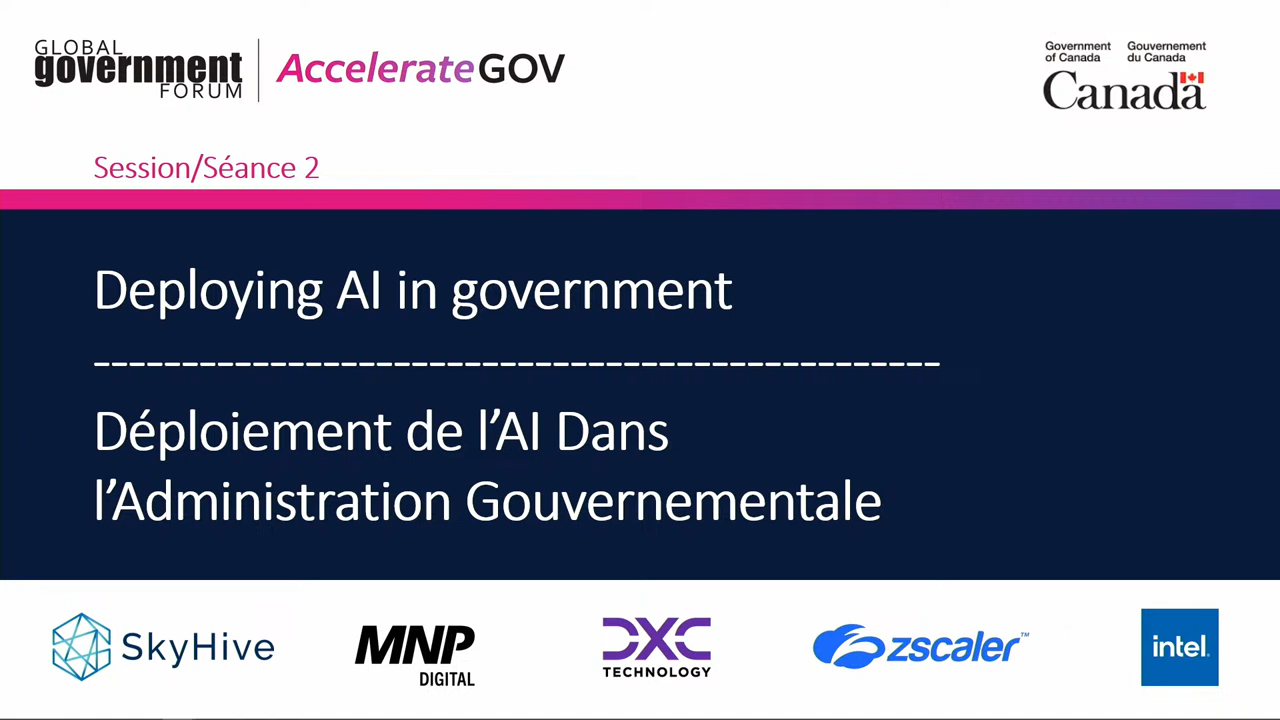 GLOBAL
government
FORUM
AccelerateGOV
Government
of Canada
Gouvernement
du Canada
Canada
Session/Séance 2
Deploying AI in government
------------------------------------------------
Déploiement de l’AI Dans
l’Administration Gouvernementale
SkyHive
MNP
DIGITAL
DXC
TECHNOLOGY
zscaler™
intel.